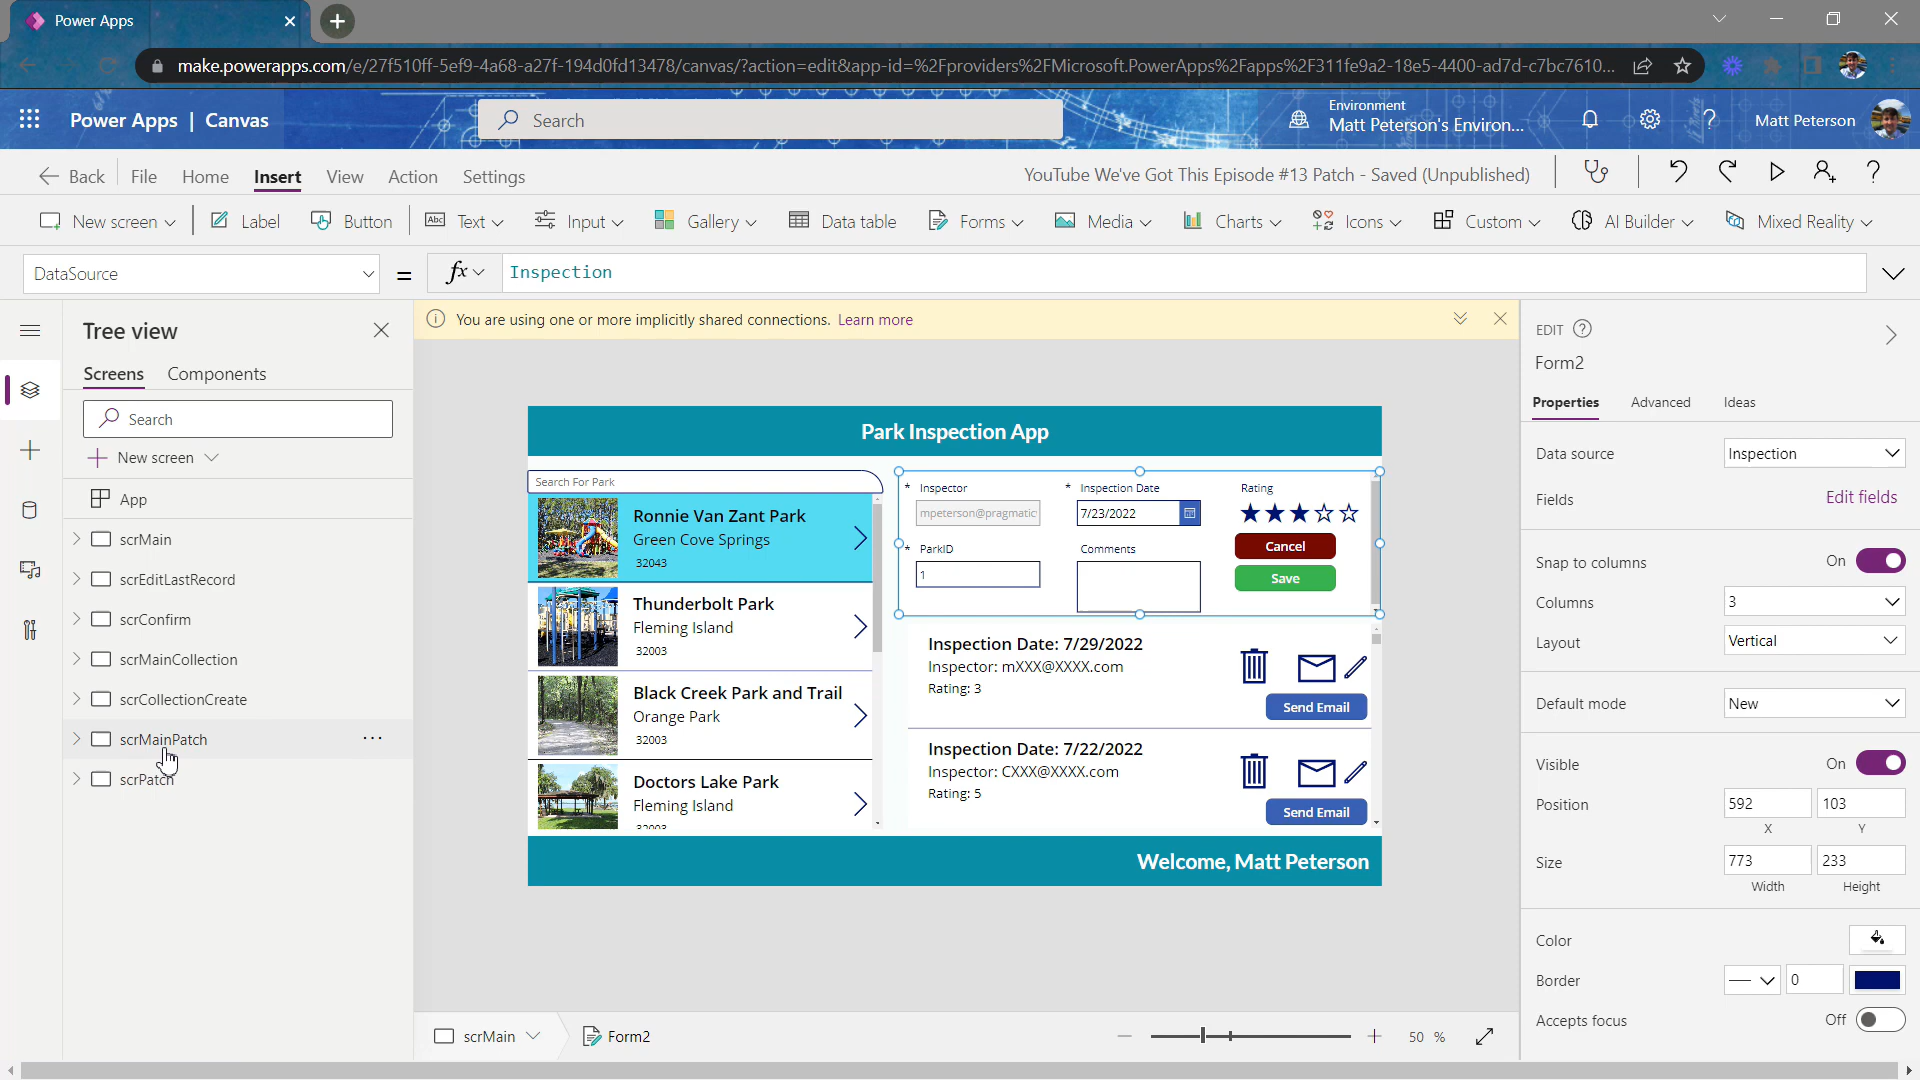 Power Apps
make.powerapps.com/e/27f510ff-5ef9-4a68-a27f-194d0fd13478/canvas/?action=edit&app-id=%2Fproviders%2FMicrosoft.PowerApps%2Fapps%2F311fe9a2-18e5-4400-ad7d-c7bc7610...
Power Apps | Canvas
Search
Environment
Matt Peterson's Environ...
Matt Peterson
Back
File
Home
Insert
View
Action
Settings
YouTube We've Got This Episode #13 Patch - Saved (Unpublished)
New screen
Label
Button
Abc
Text
Input
Gallery
Data table
Forms
Media
Charts
Icons
Custom
AI Builder
Mixed Reality
DataSource
=
fx
Inspection
Tree view
Screens
Components
Search
New screen
App
scrMain
scrEditLastRecord
scrConfirm
scrMainCollection
scrCollectionCreate
scrMainPatch
scrPatch
You are using one or more implicitly shared connections. Learn more
Park Inspection App
Search For Park
Ronnie Van Zant Park
Green Cove Springs
32043
Thunderbolt Park
Fleming Island
32003
Black Creek Park and Trail
Orange Park
32003
Doctors Lake Park
Fleming Island
32003
* Inspector
mpeterson@pragmatic
* Inspection Date
7/23/2022
Rating
* ParkID
1
Comments
Cancel
Save
Inspection Date: 7/29/2022
Inspector: mXXX@XXXX.com
Rating: 3
Send Email
Inspection Date: 7/22/2022
Inspector: CXXX@XXXX.com
Rating: 5
Send Email
Welcome, Matt Peterson
scrMain
Form2
50 %
EDIT
Form2
Properties
Advanced
Ideas
Data source
Inspection
Fields
Edit fields
Snap to columns
On
Columns
3
Layout
Vertical
Default mode
New
Visible
On
Position
592
103
X
Y
Size
773
233
Width
Height
Color
Border
0
Accepts focus
Off